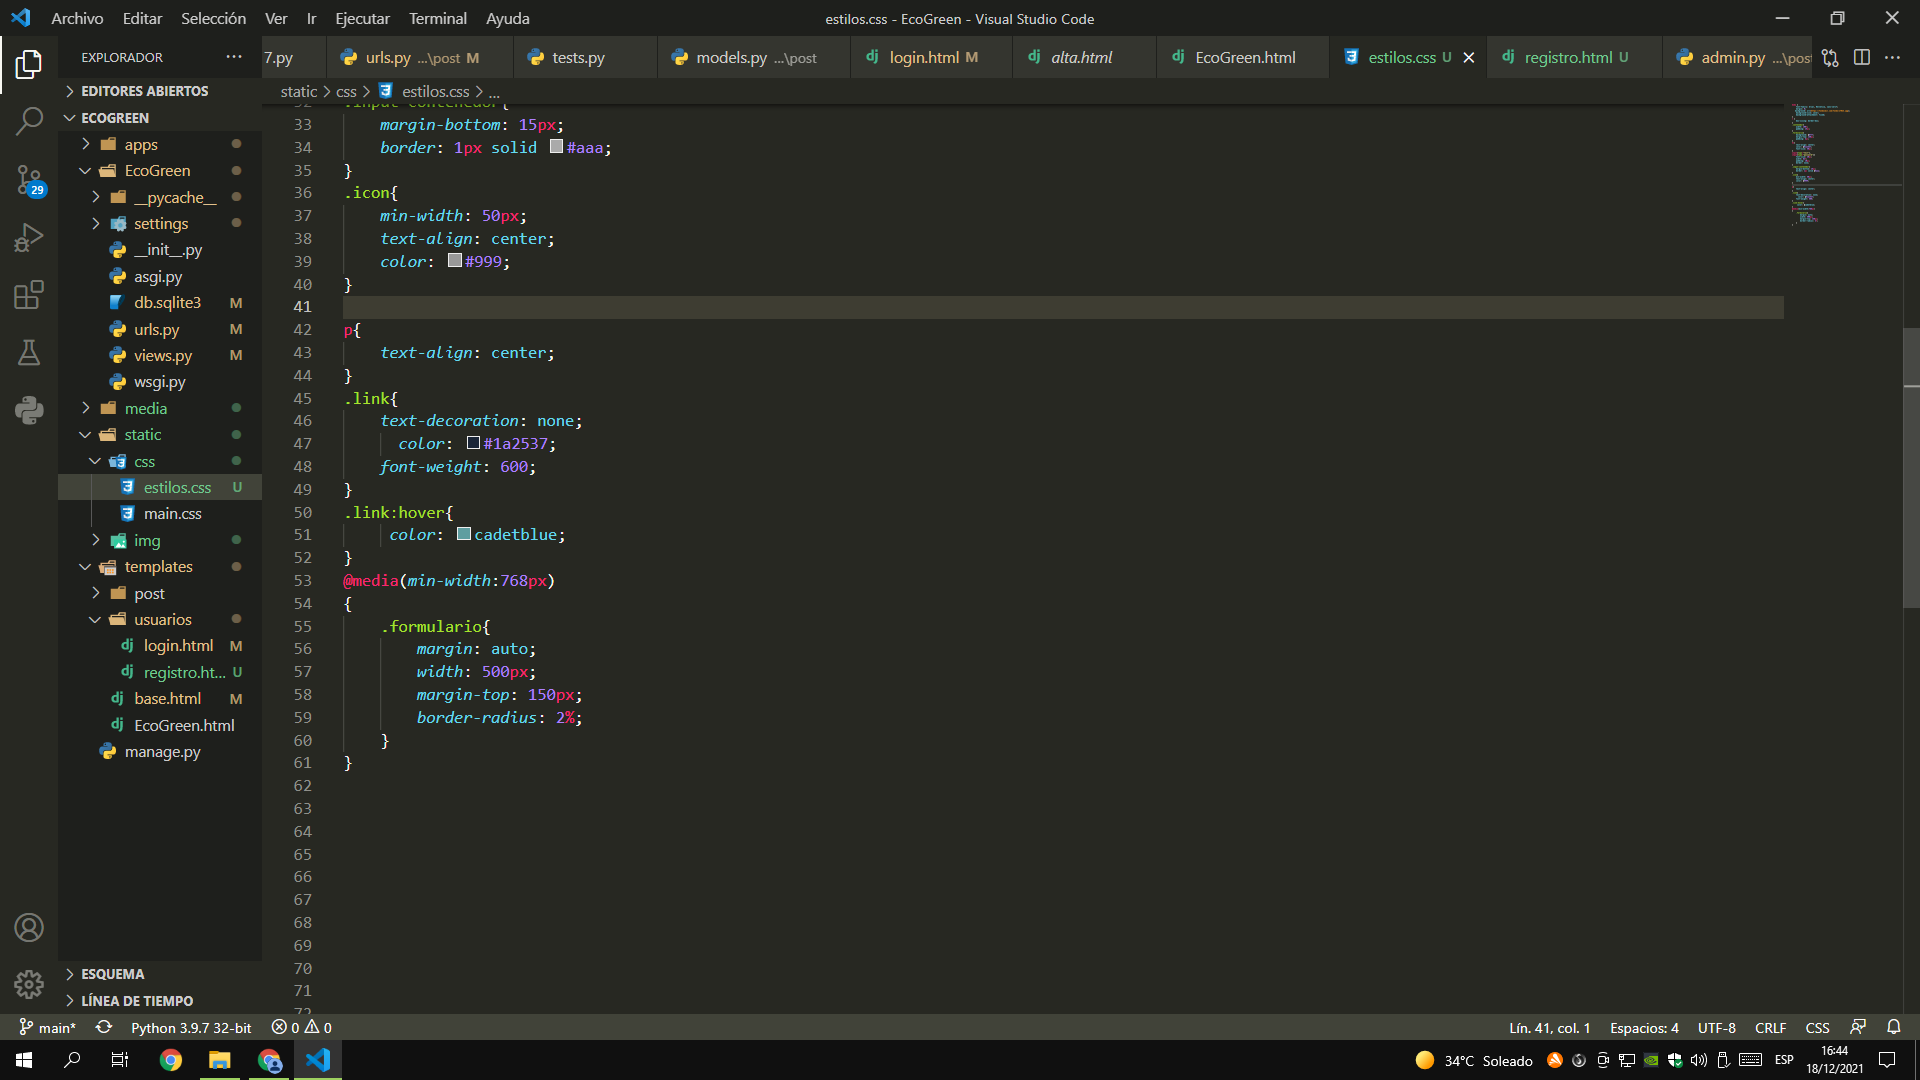 Archivo Editar Selección Ver Ir Ejecutar Terminal Ayuda
estilos.css - EcoGreen - Visual Studio Code
EXPLORADOR
7.py
urls.py ...\post M
tests.py
models.py ...\post
login.html M
alta.html
EcoGreen.html
estilos.css U
registro.html U
admin.py ...\post
EDITORES ABIERTOS
ECOGREEN
apps
EcoGreen
__pycache__
settings
__init__.py
asgi.py
db.sqlite3 M
urls.py M
views.py M
wsgi.py
media
static
css
estilos.css U
main.css
img
templates
post
usuarios
login.html M
registro.ht... U
base.html M
EcoGreen.html
manage.py
ESQUEMA
LÍNEA DE TIEMPO
29
static > css > estilos.css > ...
32 .input-contenedor{
33 margin-bottom: 15px;
34 border: 1px solid #aaa;
35 }
36 .icon{
37 min-width: 50px;
38 text-align: center;
39 color: #999;
40 }
41
42 p{
43 text-align: center;
44 }
45 .link{
46 text-decoration: none;
47 color: #1a2537;
48 font-weight: 600;
49 }
50 .link:hover{
51 color: cadetblue;
52 }
53 @media(min-width:768px)
54 {
55 .formulario{
56 margin: auto;
57 width: 500px;
58 margin-top: 150px;
59 border-radius: 2%;
60 }
61 }
62
63
64
65
66
67
68
69
70
71
72
main* Python 3.9.7 32-bit 0 0
Lín. 41, col. 1 Espacios: 4 UTF-8 CRLF CSS
34°C Soleado
ESP
16:44
18/12/2021